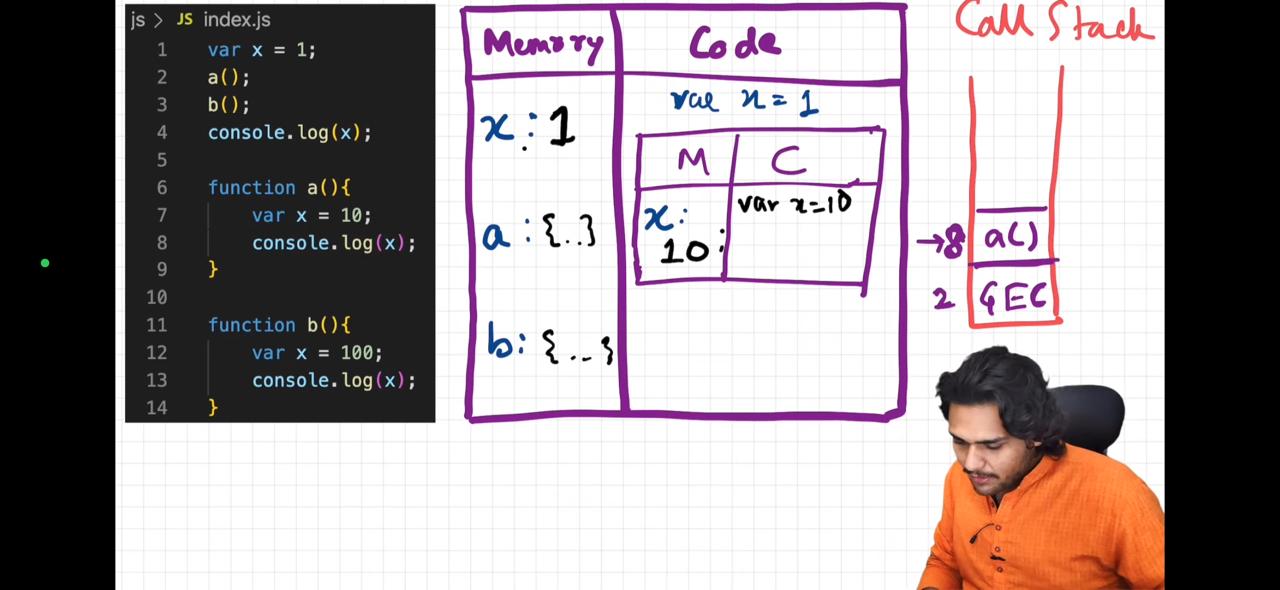 js > JS index.js
1 var x = 1;
2 a();
3 b();
4 console.log(x);
5
6 function a(){
7 var x = 10;
8 console.log(x);
9 }
10
11 function b(){
12 var x = 100;
13 console.log(x);
14 }
Memory Code
var x = 1
x : 1
M C
x: var x=10
10:
a : {..}
b: {..}
Call Stack
→8 a()
2 GEC